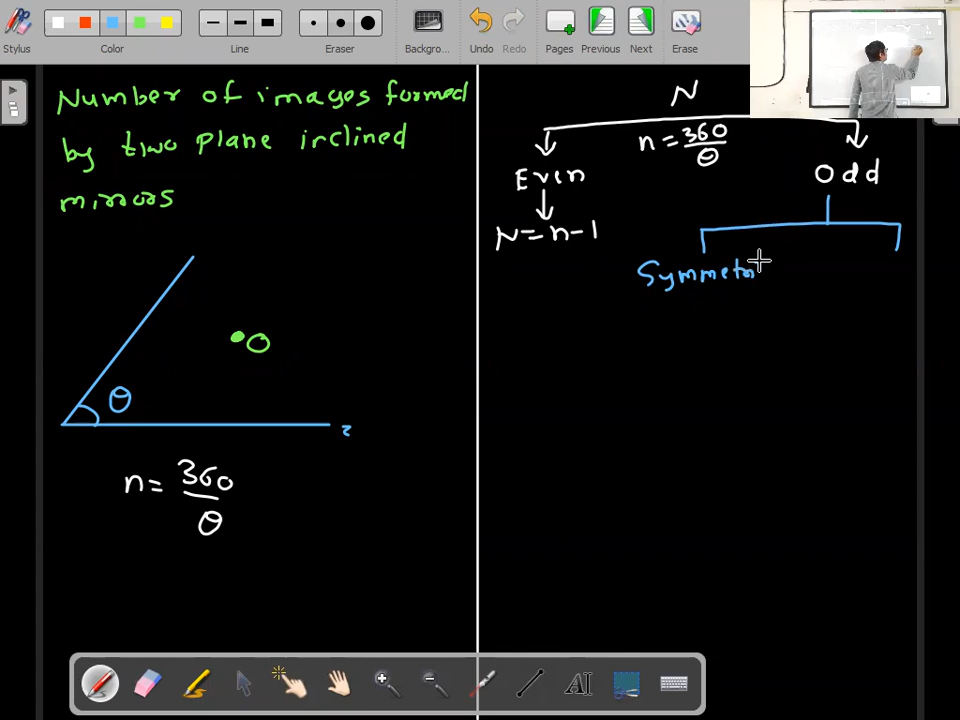 Stylus
Color
Line
Eraser
Backgro...
Undo
Redo
Pages
Previous
Next
Erase
Number of images formed
by two plane inclined
mirrors
θ
O
n = 360
θ
N
n = 360
θ
Even
N = n - 1
Odd
Symmetr